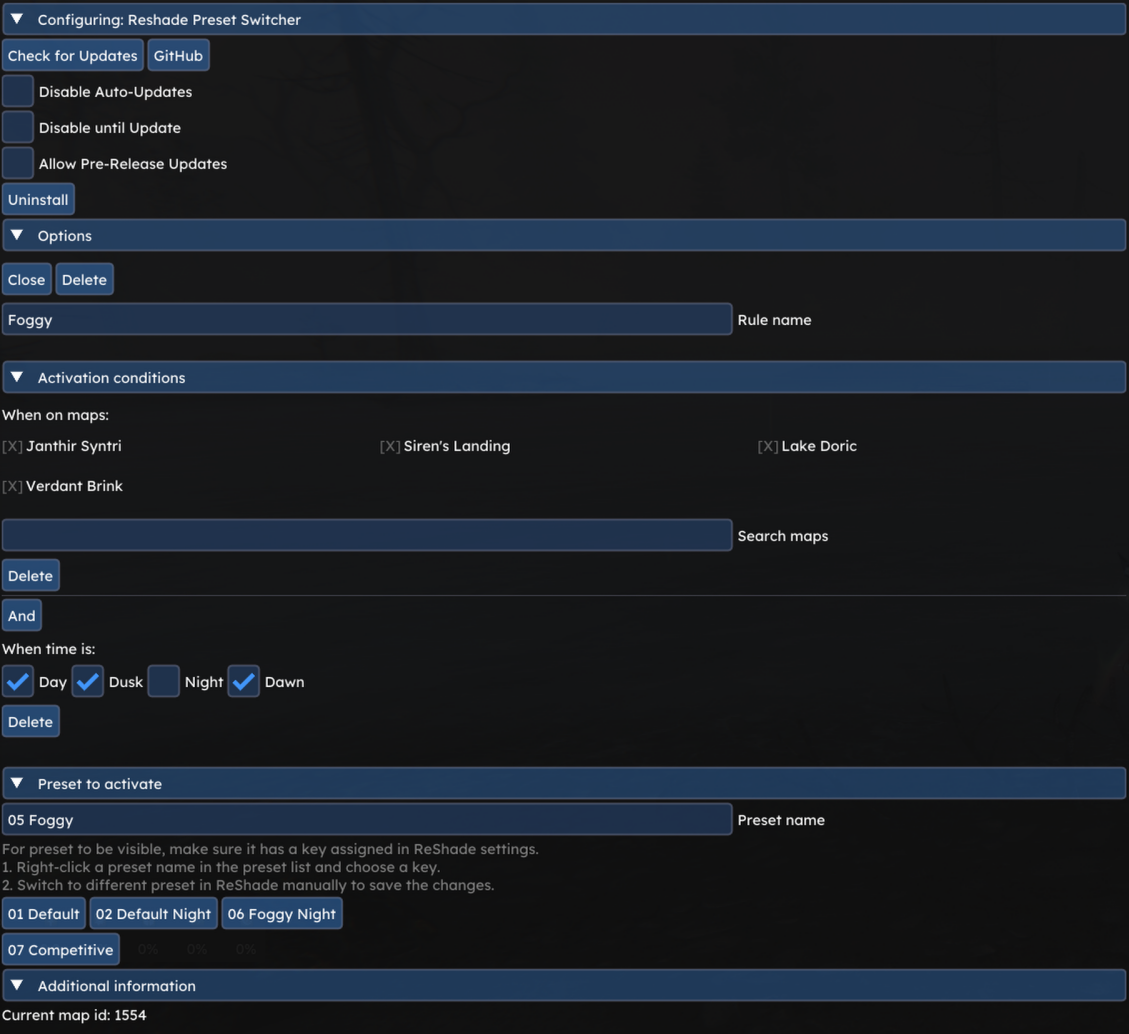 Configuring: Reshade Preset Switcher
Check for Updates GitHub
Disable Auto-Updates
Disable until Update
Allow Pre-Release Updates
Uninstall
Options
Close Delete
Foggy Rule name
Activation conditions
When on maps:
[X] Janthir Syntri [X] Siren's Landing [X] Lake Doric
[X] Verdant Brink
Search maps
Delete
And
When time is:
Day Dusk Night Dawn
Delete
Preset to activate
05 Foggy Preset name
For preset to be visible, make sure it has a key assigned in ReShade settings.
1. Right-click a preset name in the preset list and choose a key.
2. Switch to different preset in ReShade manually to save the changes.
01 Default 02 Default Night 06 Foggy Night
07 Competitive 0% 0% 0%
Additional information
Current map id: 1554